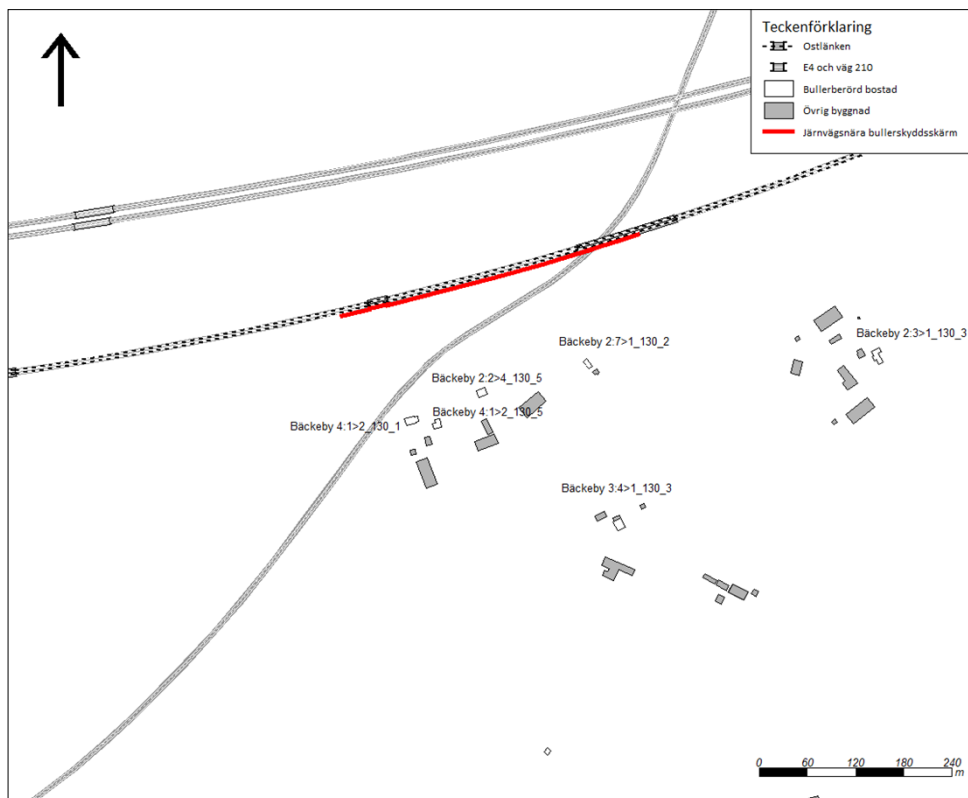 Teckenförklaring
Ostlänken
E4 och väg 210
Bullerberörd bostad
Övrig byggnad
Järnvägsnära bullerskyddsskärm
Bäckeby 2:3>1_130_3
Bäckeby 2:7>1_130_2
Bäckeby 2:2>4_130_5
Bäckeby 4:1>2_130_5
Bäckeby 4:1>2_130_1
Bäckeby 3:4>1_130_3
0 60 120 180 240
m